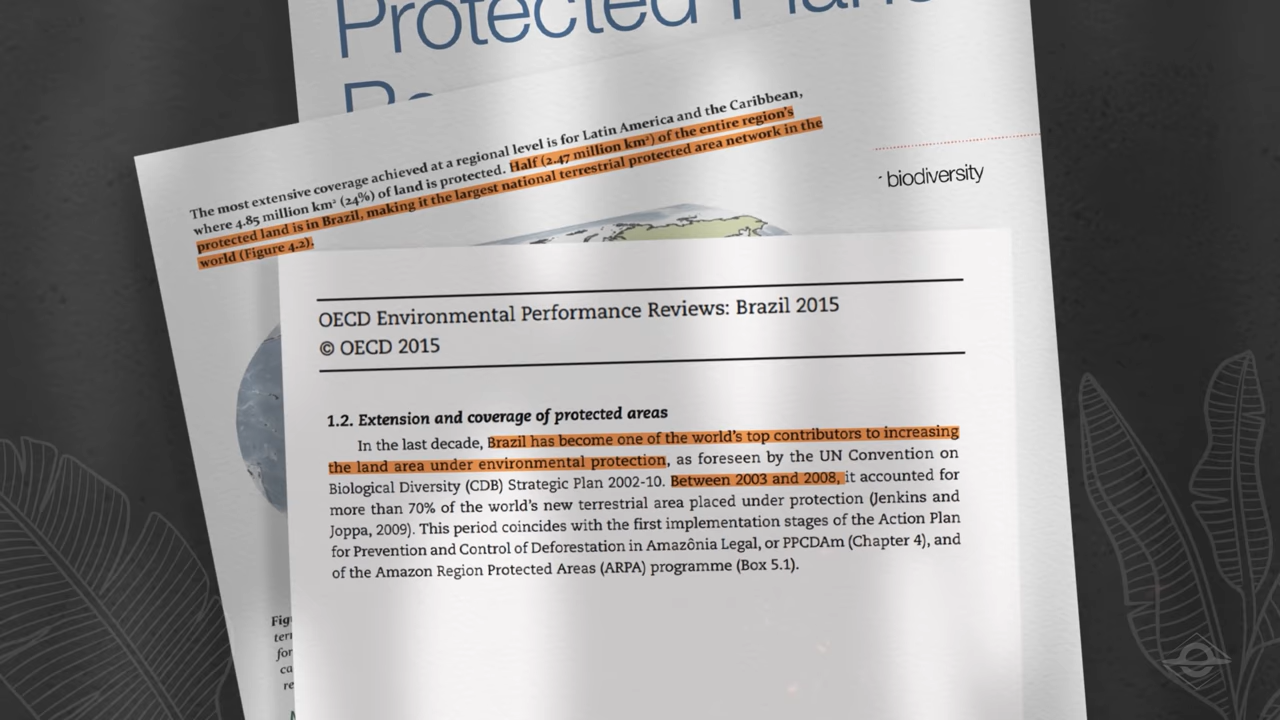 Protected Plane
The most extensive coverage achieved at a regional level is for Latin America and the Caribbean,
where 4.85 million km² (24%) of land is protected. Half (2.47 million km²) of the entire region's
protected land is in Brazil, making it the largest national terrestrial protected area network in the
world (Figure 4.2).
biodiversity
OECD Environmental Performance Reviews: Brazil 2015
© OECD 2015
1.2. Extension and coverage of protected areas
In the last decade, Brazil has become one of the world's top contributors to increasing
the land area under environmental protection, as foreseen by the UN Convention on
Biological Diversity (CDB) Strategic Plan 2002-10. Between 2003 and 2008, it accounted for
more than 70% of the world's new terrestrial area placed under protection (Jenkins and
Joppa, 2009). This period coincides with the first implementation stages of the Action Plan
for Prevention and Control of Deforestation in Amazônia Legal, or PPCDAm (Chapter 4), and
of the Amazon Region Protected Areas (ARPA) programme (Box 5.1).
Fig
ter
for
ca
re